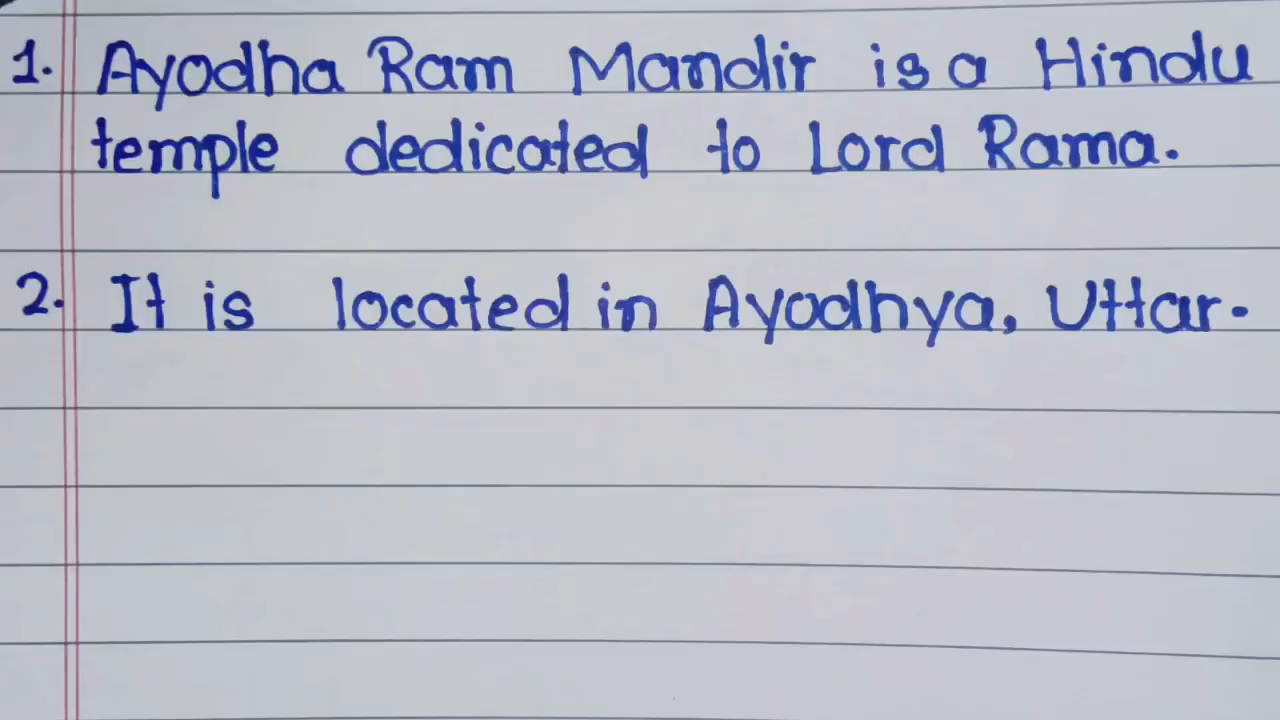 1. Ayodha Ram Mandir is a Hindu
temple dedicated to Lord Rama.
2. It is located in Ayodhya, Uttar.